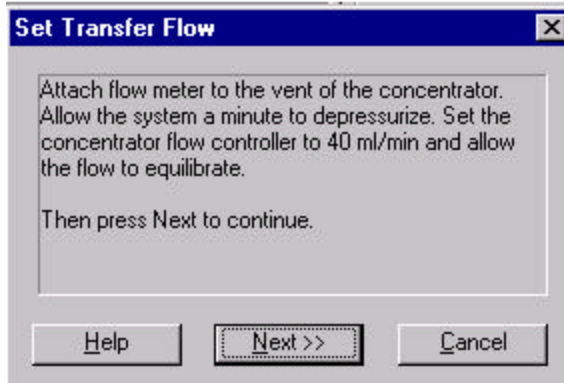 Set Transfer Flow
Attach flow meter to the vent of the concentrator.
Allow the system a minute to depressurize. Set the
concentrator flow controller to 40 ml/min and allow
the flow to equilibrate.
Then press Next to continue.
Help
Next >>
Cancel